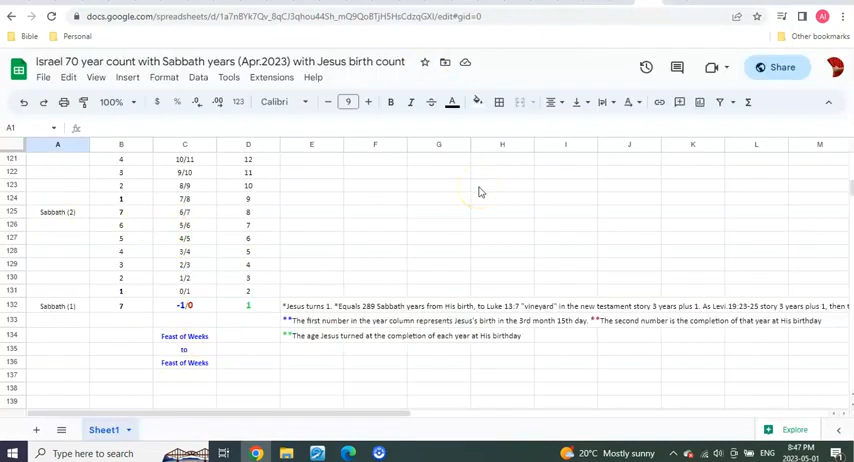 docs.google.com/spreadsheets/d/1a7nBYk7Qv_8qCJ3qhou44Sh_mQ9QoBTjH5HsCdzqGXI/edit#gid=0
AI
Bible Personal Other bookmarks
Israel 70 year count with Sabbath years (Apr.2023) with Jesus birth count
Share
File Edit View Insert Format Data Tools Extensions Help
100% $ % .0 .00 123 Calibri − 9 + B I A
A1 fx
A B C D E F G H I J K L M
121 4 10/11 12
122 3 9/10 11
123 2 8/9 10
124 1 7/8 9
125 Sabbath (2) 7 6/7 8
126 6 5/6 7
127 5 4/5 6
128 4 3/4 5
129 3 2/3 4
130 2 1/2 3
131 1 0/1 2
132 Sabbath (1) 7 -1/0 1 *Jesus turns 1. *Equals 289 Sabbath years from His birth, to Luke 13:7 "vineyard" in the new testament story 3 years plus 1. As Levi.19:23-25 story 3 years plus 1, then t
133 **The first number in the year column represents Jesus's birth in the 3rd month 15th day. **The second number is the completion of that year at His birthday
134 Feast of Weeks **The age Jesus turned at the completion of each year at His birthday
135 to
136 Feast of Weeks
137
138
139
+ Sheet1 Explore
Type here to search 20°C Mostly sunny ENG 8:47 PM
2023-05-01